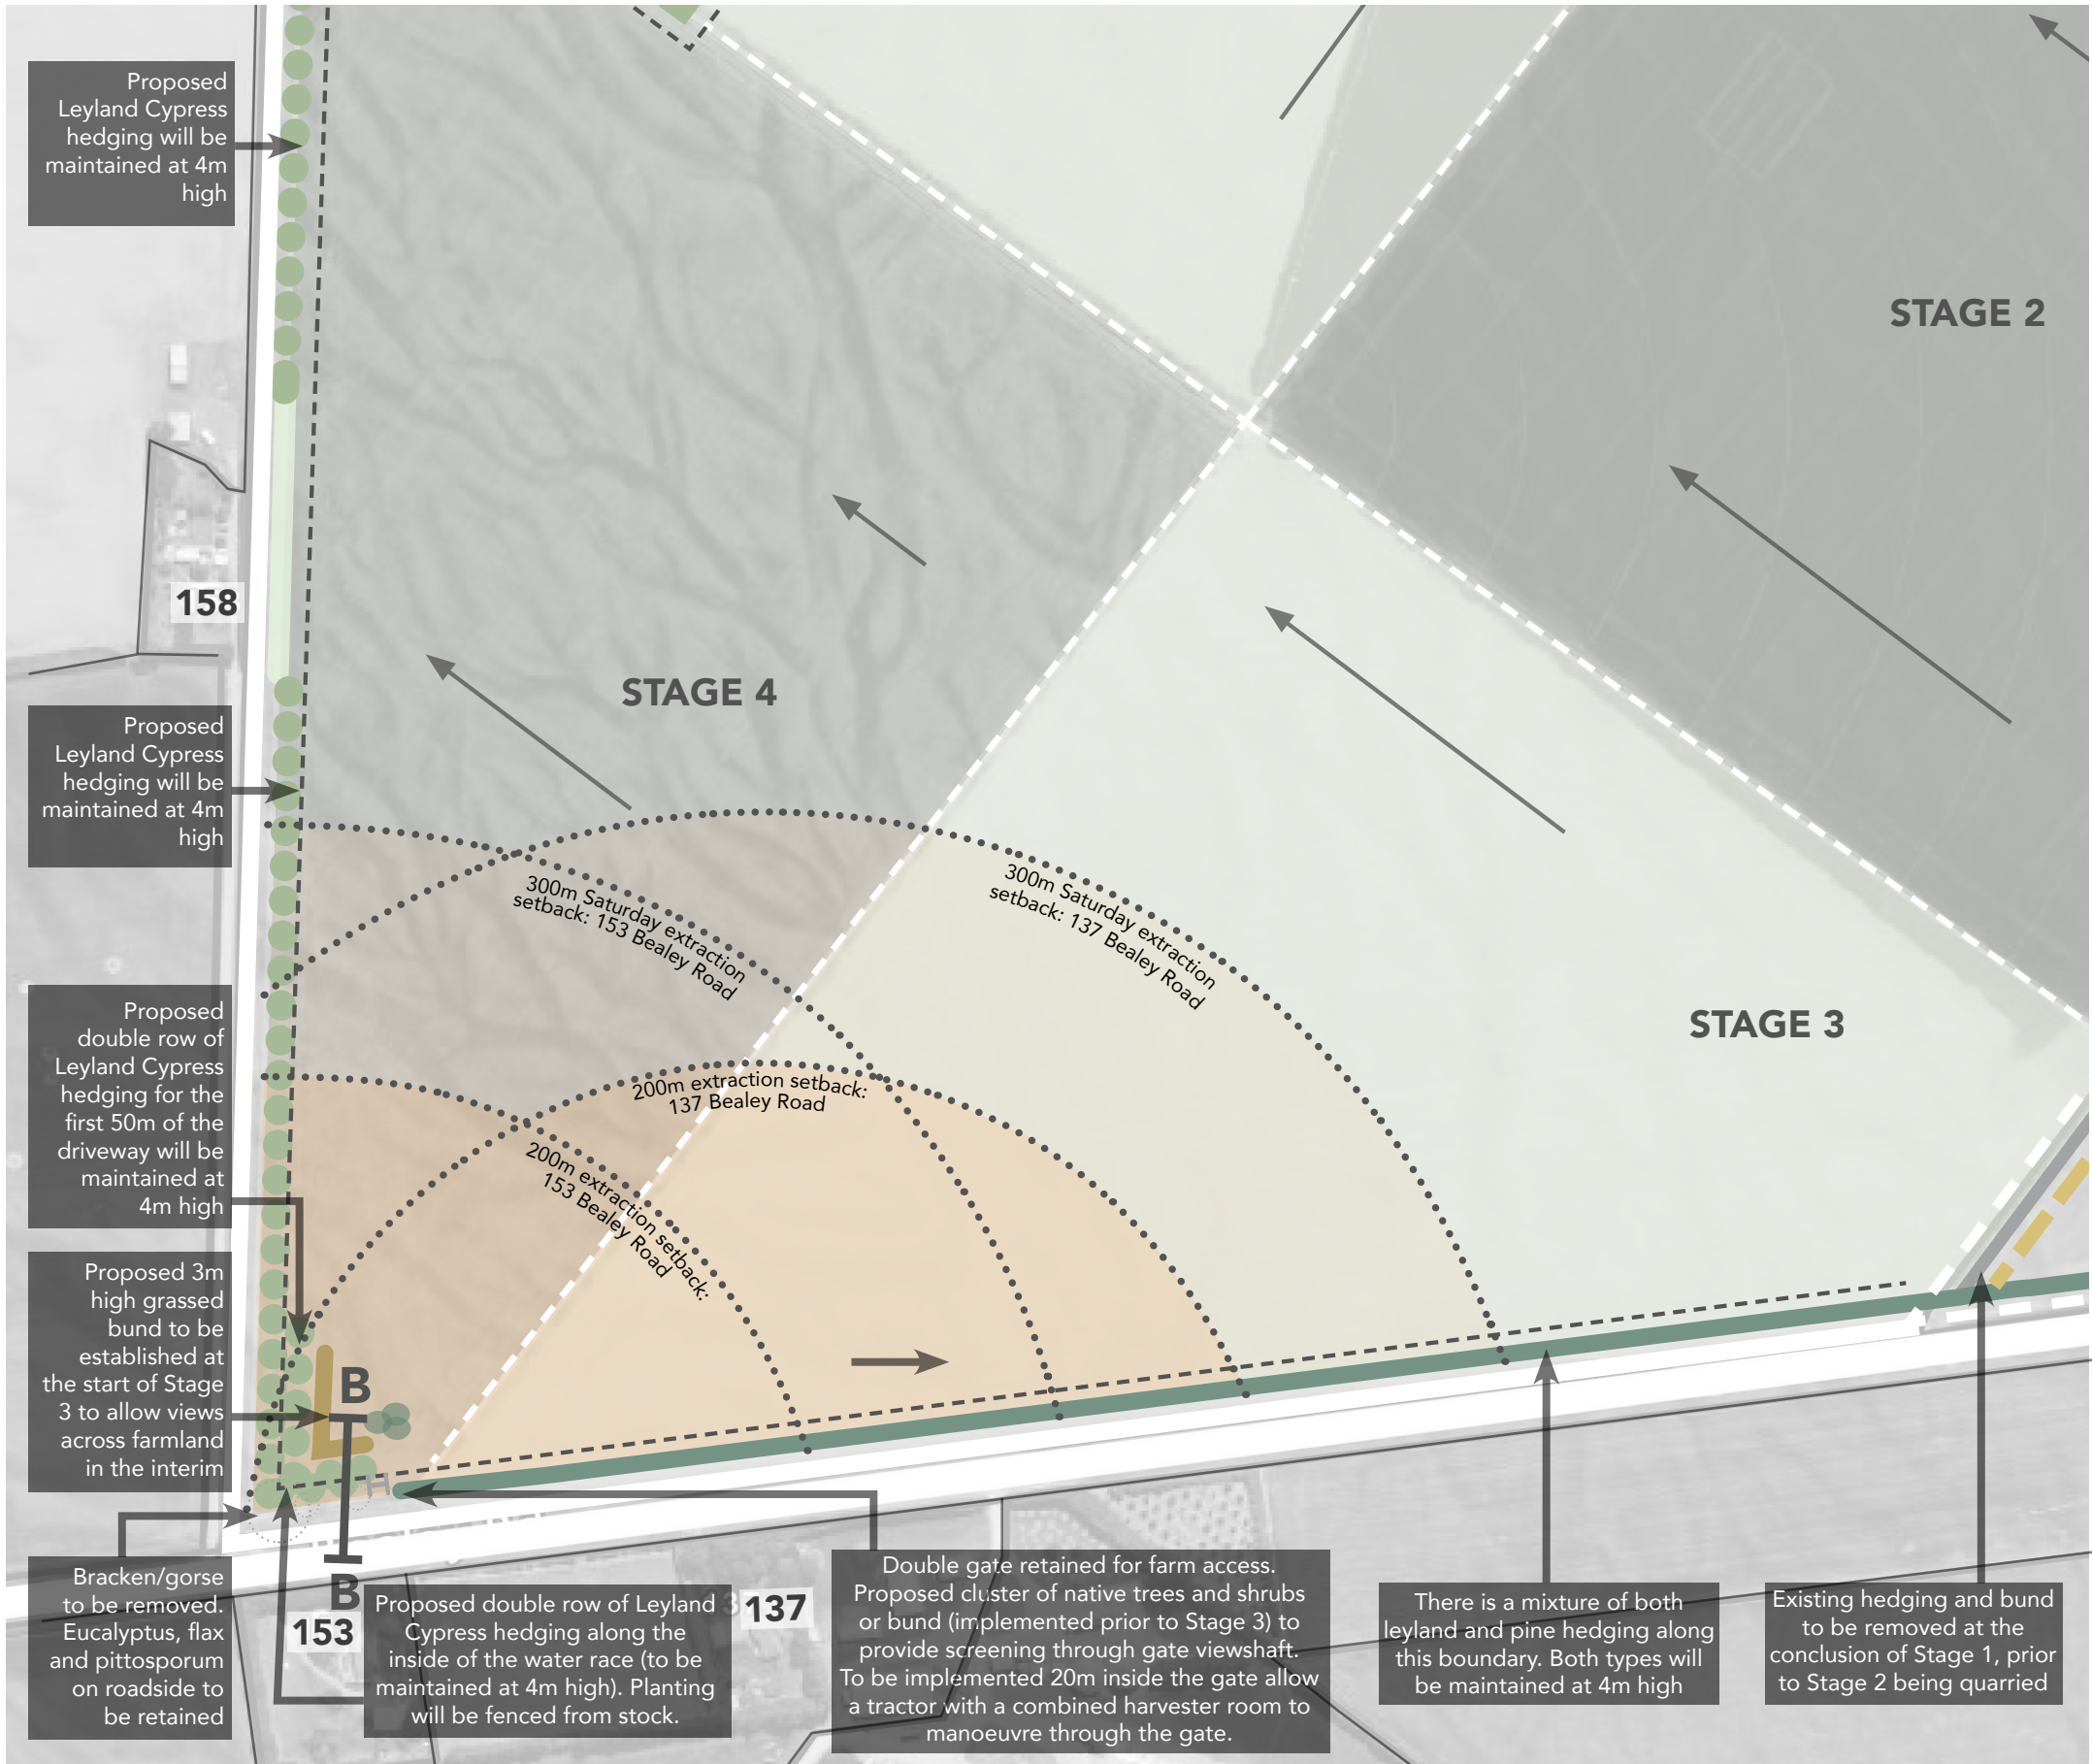 Proposed
Leyland Cypress
hedging will be
maintained at 4m
high
STAGE 2
158
STAGE 4
Proposed
Leyland Cypress
hedging will be
maintained at 4m
high
300m Saturday extraction
setback: 153 Bealey Road
300m Saturday extraction
setback: 137 Bealey Road
STAGE 3
Proposed
double row of
Leyland Cypress
hedging for the
first 50m of the
driveway will be
maintained at
4m high
200m extraction setback:
137 Bealey Road
200m extraction setback:
153 Bealey Road
Proposed 3m
high grassed
bund to be
established at
the start of Stage
3 to allow views
across farmland
in the interim
B
B
Bracken/gorse
to be removed.
Eucalyptus, flax
and pittosporum
on roadside to
be retained
153
Proposed double row of Leyland
Cypress hedging along the
inside of the water race (to be
maintained at 4m high). Planting
will be fenced from stock.
137
Double gate retained for farm access.
Proposed cluster of native trees and shrubs
or bund (implemented prior to Stage 3) to
provide screening through gate viewshaft.
To be implemented 20m inside the gate allow
a tractor with a combined harvester room to
manoeuvre through the gate.
There is a mixture of both
leyland and pine hedging along
this boundary. Both types will
be maintained at 4m high
Existing hedging and bund
to be removed at the
conclusion of Stage 1, prior
to Stage 2 being quarried